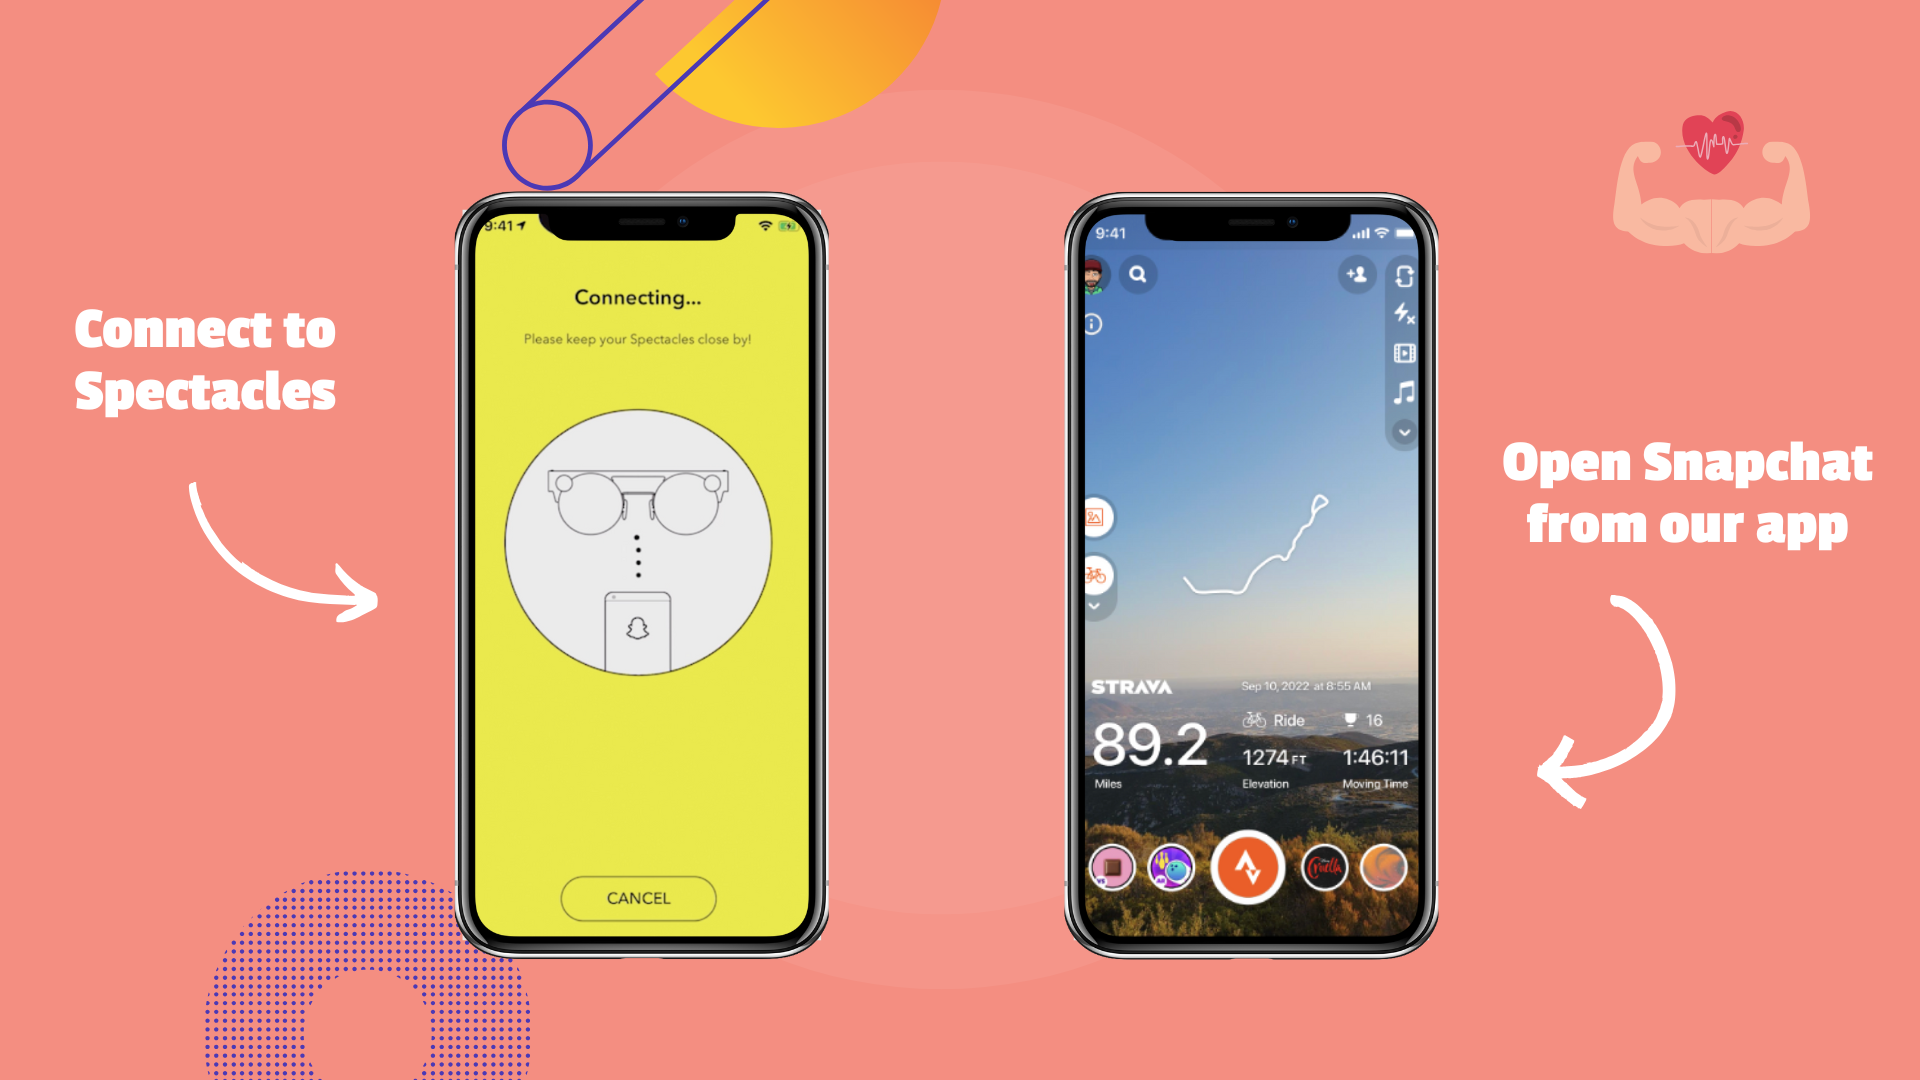 Connect to
Spectacles
9:41
Connecting...
Please keep your Spectacles close by!
CANCEL
9:41
STRAVA
Sep 10, 2022 at 8:55 AM
Ride
16
89.2
Miles
1274 FT
Elevation
1:46:11
Moving Time
Cruella
Open Snapchat
from our app